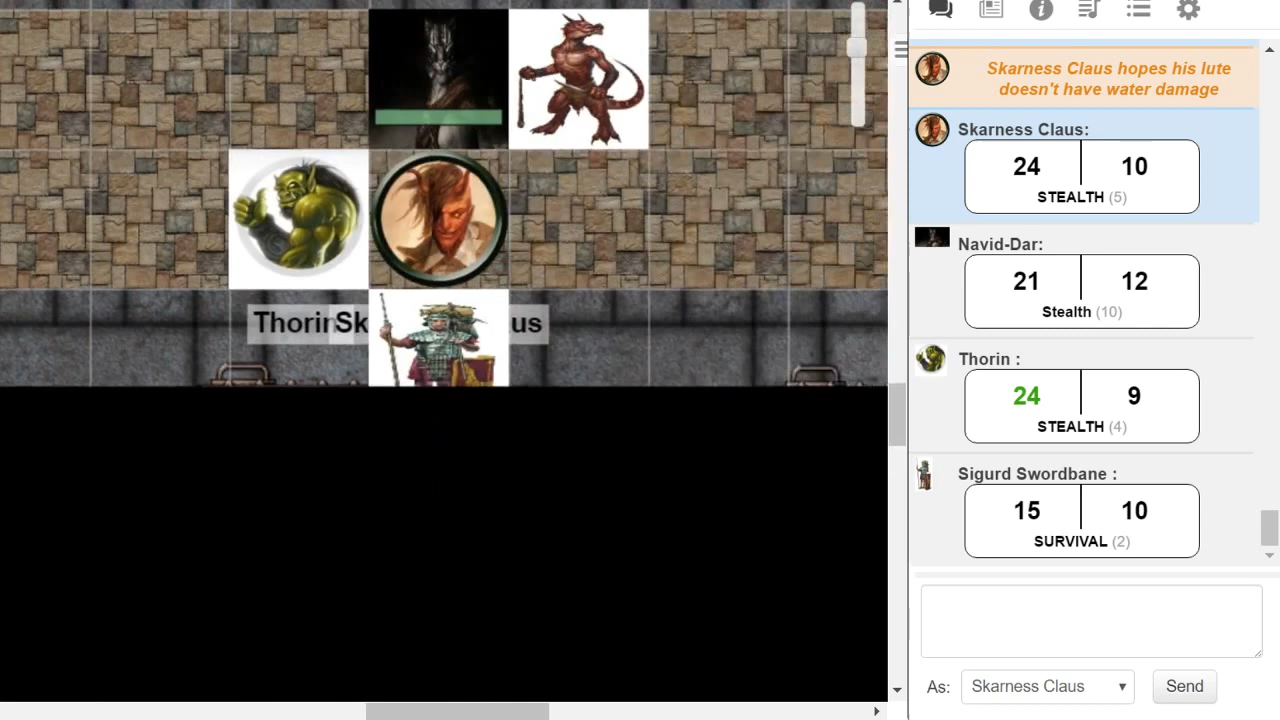 Skarness Claus hopes his lute
doesn't have water damage
Skarness Claus:
24 10
STEALTH (5)
Navid-Dar:
21 12
Stealth (10)
Thorin :
24 9
STEALTH (4)
Sigurd Swordbane :
15 10
SURVIVAL (2)
As: Skarness Claus Send
Thorin Sk us